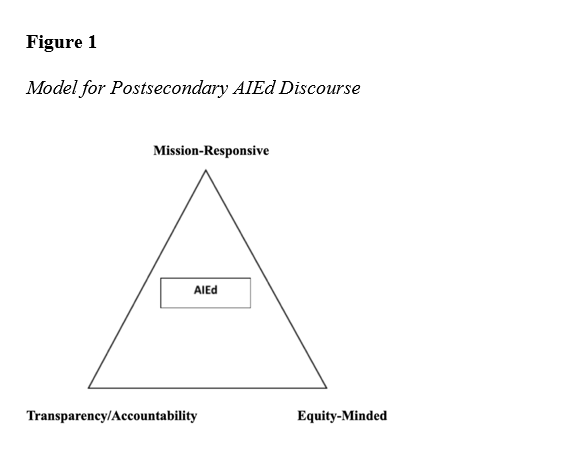 Figure 1
Model for Postsecondary AIEd Discourse
Mission-Responsive
AIEd
Transparency/Accountability
Equity-Minded